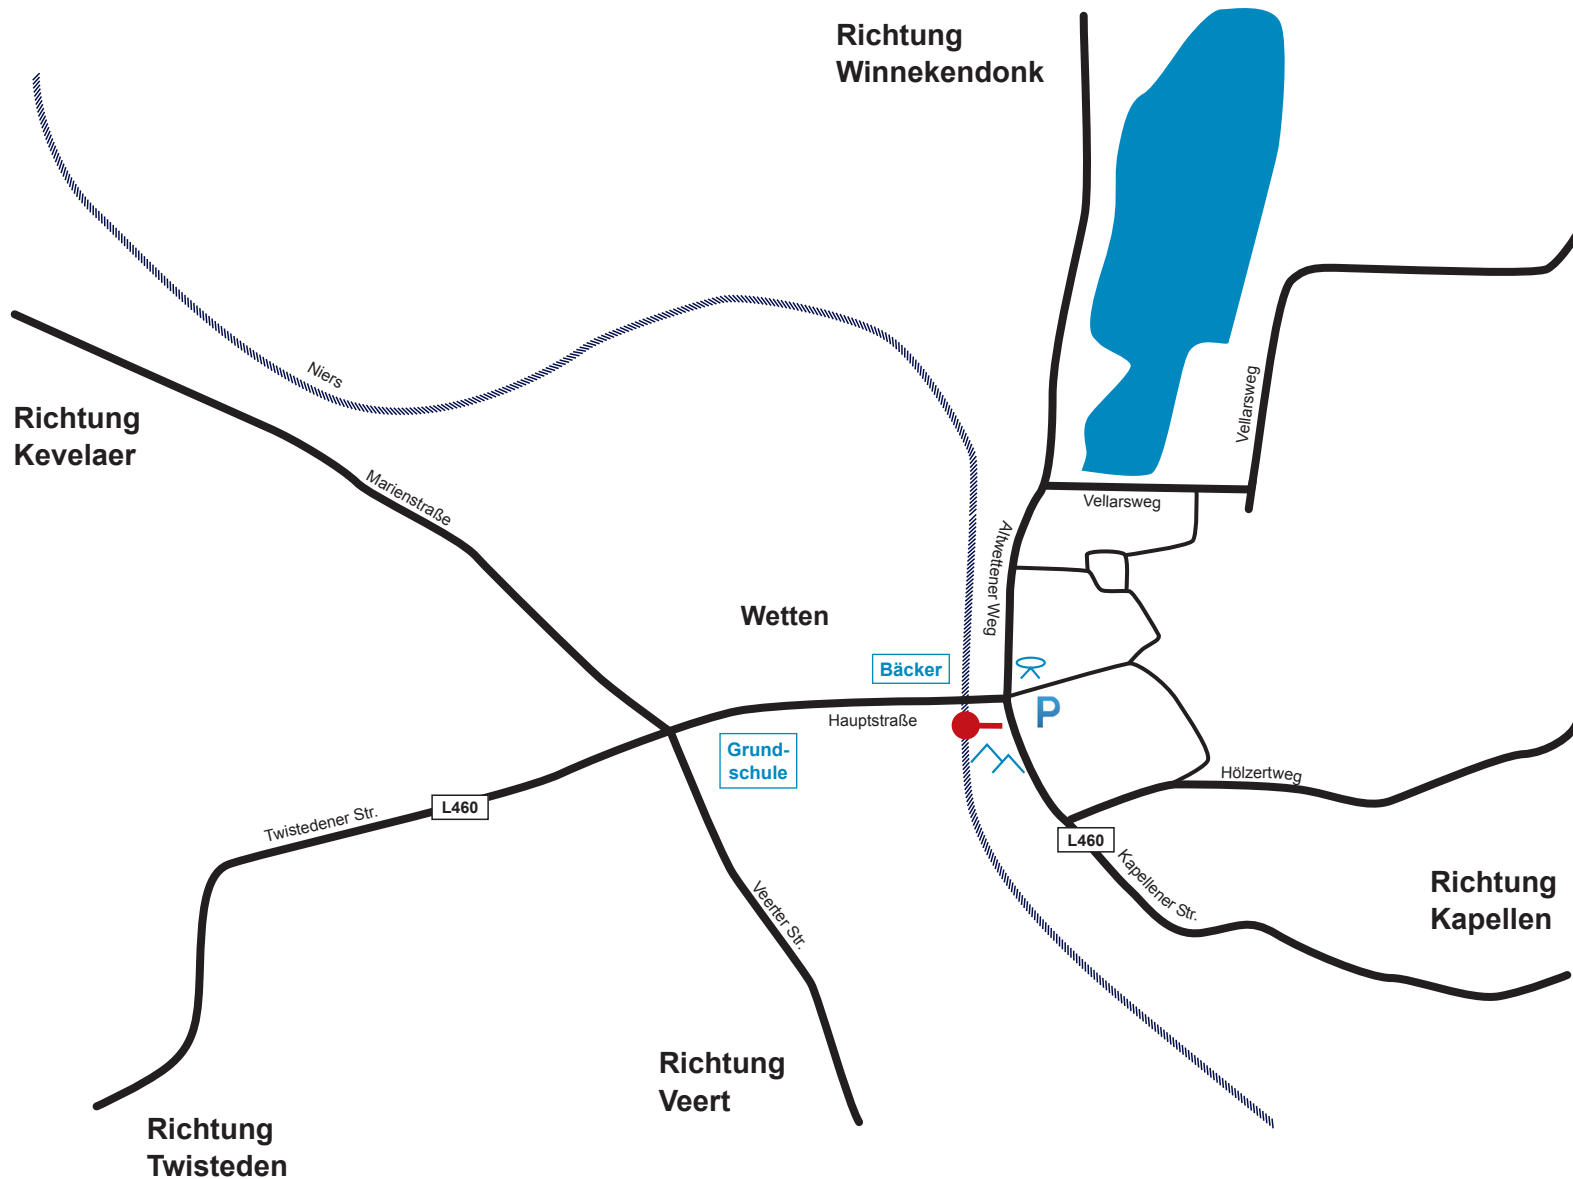 Richtung
Winnekendonk
Niers
Richtung
Kevelaer
Marienstraße
Vellarsweg
Vellarsweg
Altwettener Weg
Wetten
Bäcker
Hauptstraße
P
Grund-
schule
Hölzertweg
L460
Twistedener Str.
L460
Kapellener Str.
Richtung
Kapellen
Veerter Str.
Richtung
Veert
Richtung
Twisteden